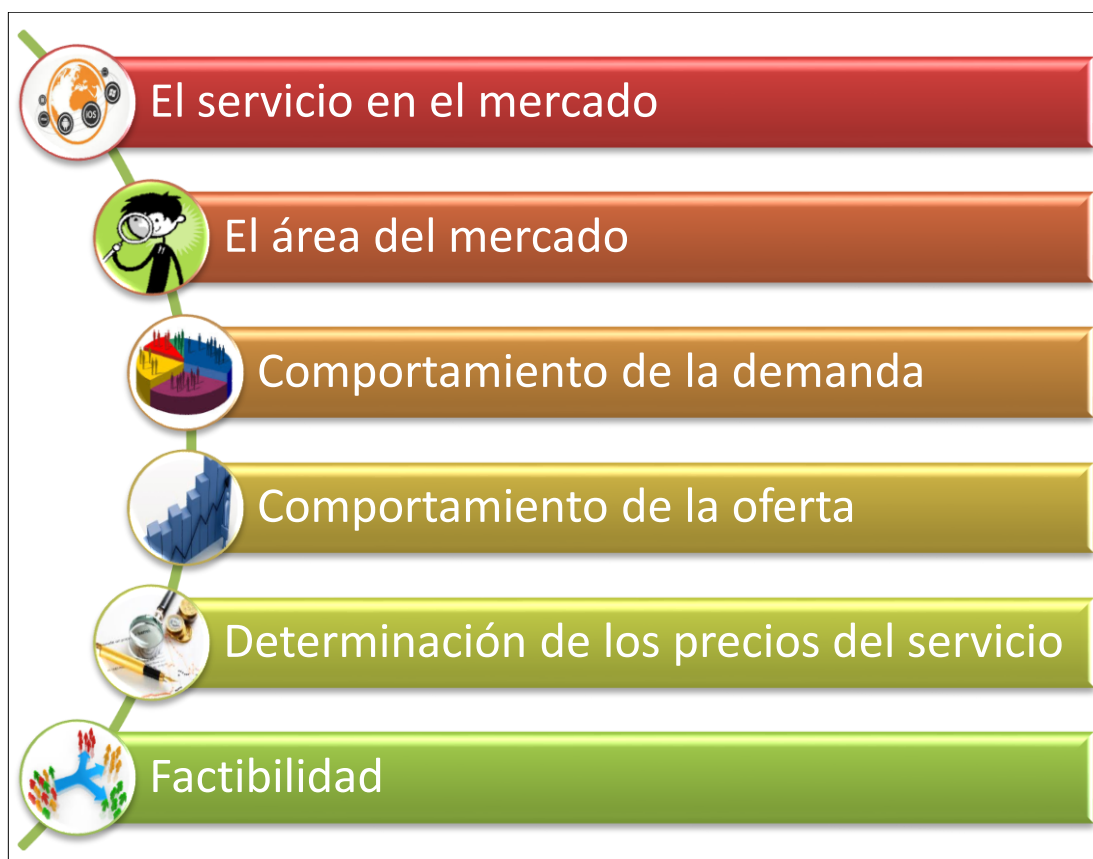 iOS
El servicio en el mercado
El área del mercado
Comportamiento de la demanda
Comportamiento de la oferta
Determinación de los precios del servicio
Factibilidad